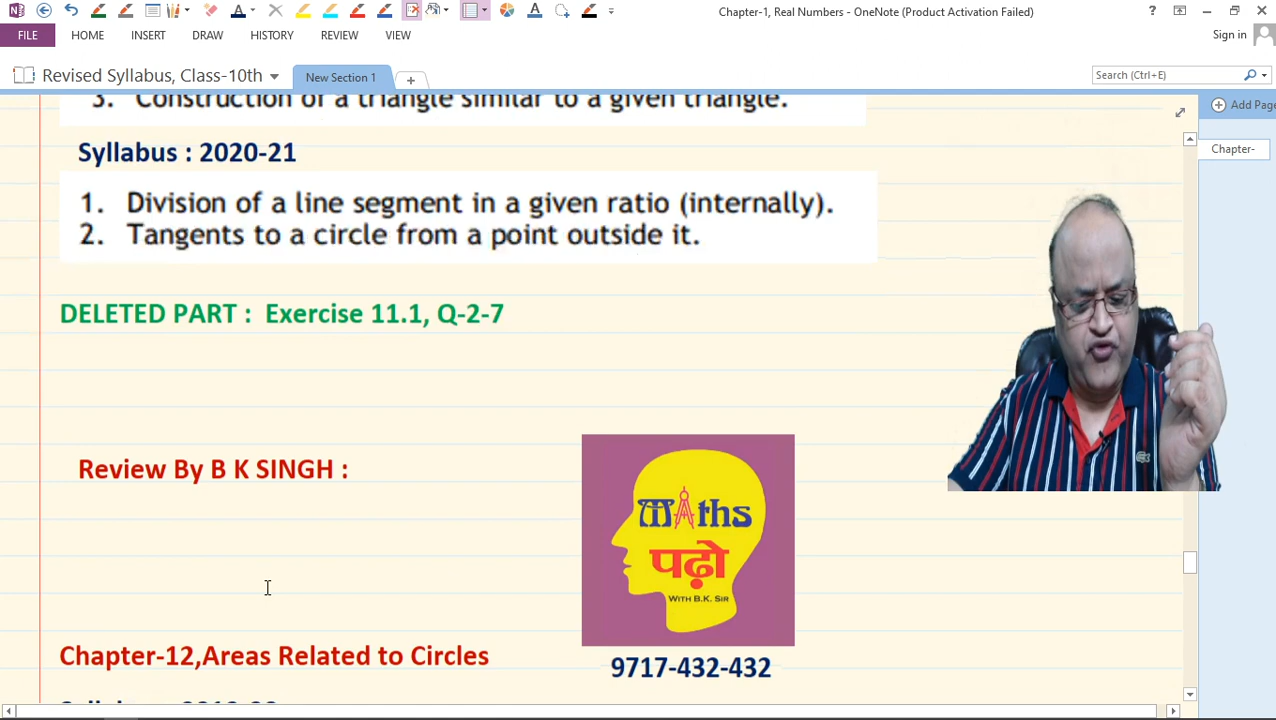 Chapter-1, Real Numbers - OneNote (Product Activation Failed)
FILE HOME INSERT DRAW HISTORY REVIEW VIEW
Sign in
Revised Syllabus, Class-10th
New Section 1
Search (Ctrl+E)
Add Page
Chapter-
3. Construction of a triangle similar to a given triangle.
Syllabus : 2020-21
1. Division of a line segment in a given ratio (internally).
2. Tangents to a circle from a point outside it.
DELETED PART : Exercise 11.1, Q-2-7
Review By B K SINGH :
Maths
पढ़ो
WITH B.K. SIR
9717-432-432
Chapter-12,Areas Related to Circles